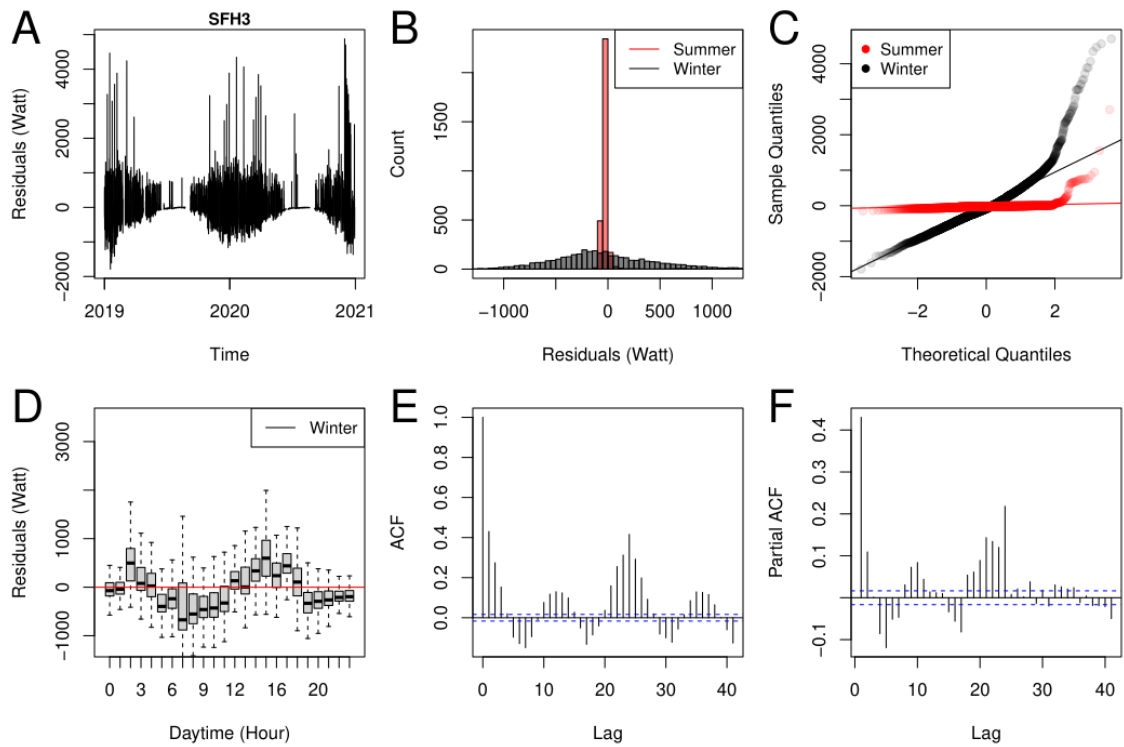 A
SFH3
Residuals (Watt)
−2000
0
2000
4000
2019
2020
2021
Time
B
Summer
Winter
Count
0
500
1500
−1000
0
500
1000
Residuals (Watt)
C
Summer
Winter
Sample Quantiles
−2000
0
2000
4000
−2
0
2
Theoretical Quantiles
D
Winter
Residuals (Watt)
−1000
0
1000
3000
0
3
6
9
12
16
20
Daytime (Hour)
E
ACF
0.0
0.2
0.4
0.6
0.8
1.0
0
10
20
30
40
Lag
F
Partial ACF
−0.1
0.1
0.2
0.3
0.4
0
10
20
30
40
Lag